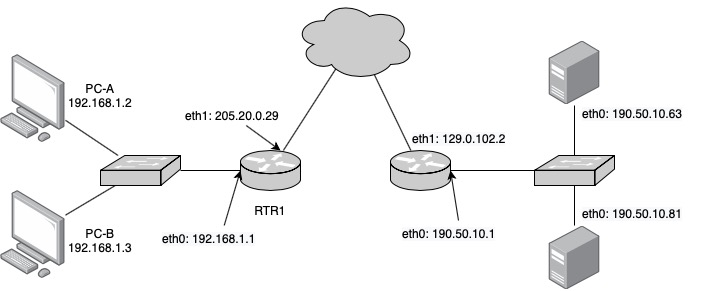 PC-A
192.168.1.2
eth1: 205.20.0.29
eth0: 190.50.10.63
eth1: 129.0.102.2
RTR1
PC-B
192.168.1.3
eth0: 192.168.1.1
eth0: 190.50.10.1
eth0: 190.50.10.81